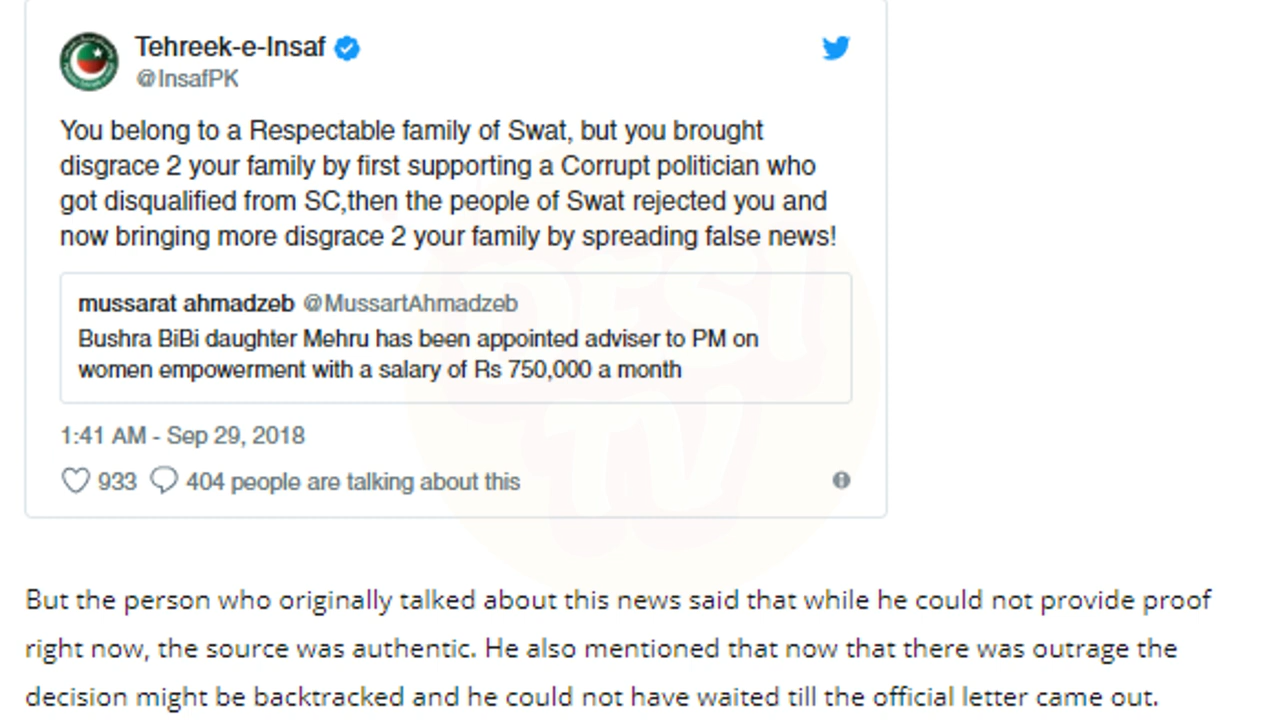 Tehreek-e-Insaf
@InsafPK
You belong to a Respectable family of Swat, but you brought
disgrace 2 your family by first supporting a Corrupt politician who
got disqualified from SC,then the people of Swat rejected you and
now bringing more disgrace 2 your family by spreading false news!
mussarat ahmadzeb @MussartAhmadzeb
Bushra BiBi daughter Mehru has been appointed adviser to PM on
women empowerment with a salary of Rs 750,000 a month
1:41 AM - Sep 29, 2018
933 404 people are talking about this
DESI
TV
But the person who originally talked about this news said that while he could not provide proof
right now, the source was authentic. He also mentioned that now that there was outrage the
decision might be backtracked and he could not have waited till the official letter came out.